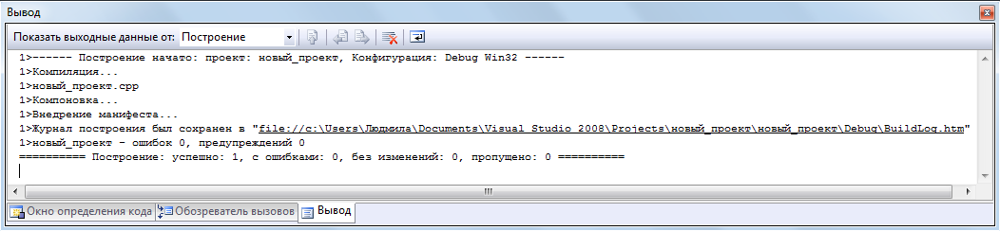 Вывод
Показать выходные данные от: Построение
1>------ Построение начато: проект: новый_проект, Конфигурация: Debug Win32 ------
1>Компиляция...
1>новый_проект.cpp
1>Компоновка...
1>Внедрение манифеста...
1>Журнал построения был сохранен в "file://c:\Users\Людмила\Documents\Visual Studio 2008\Projects\новый_проект\новый_проект\Debug\BuildLog.htm"
1>новый_проект - ошибок 0, предупреждений 0
========== Построение: успешно: 1, с ошибками: 0, без изменений: 0, пропущено: 0 ==========
Окно определения кода Обозреватель вызовов Вывод